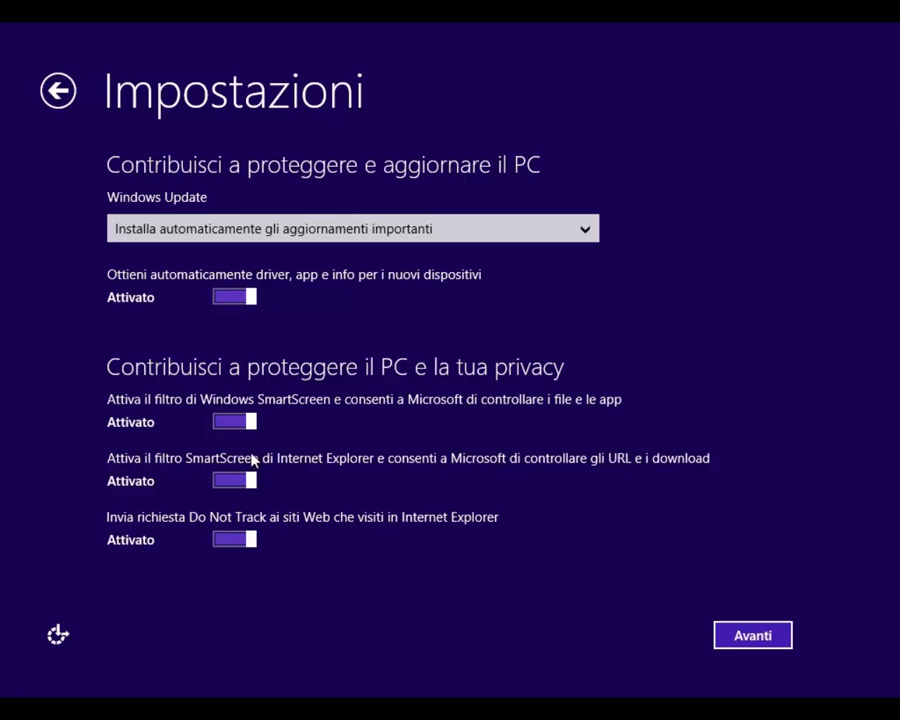 Impostazioni
Contribuisci a proteggere e aggiornare il PC
Windows Update
Installa automaticamente gli aggiornamenti importanti
Ottieni automaticamente driver, app e info per i nuovi dispositivi
Attivato
Contribuisci a proteggere il PC e la tua privacy
Attiva il filtro di Windows SmartScreen e consenti a Microsoft di controllare i file e le app
Attivato
Attiva il filtro SmartScreen di Internet Explorer e consenti a Microsoft di controllare gli URL e i download
Attivato
Invia richiesta Do Not Track ai siti Web che visiti in Internet Explorer
Attivato
Avanti